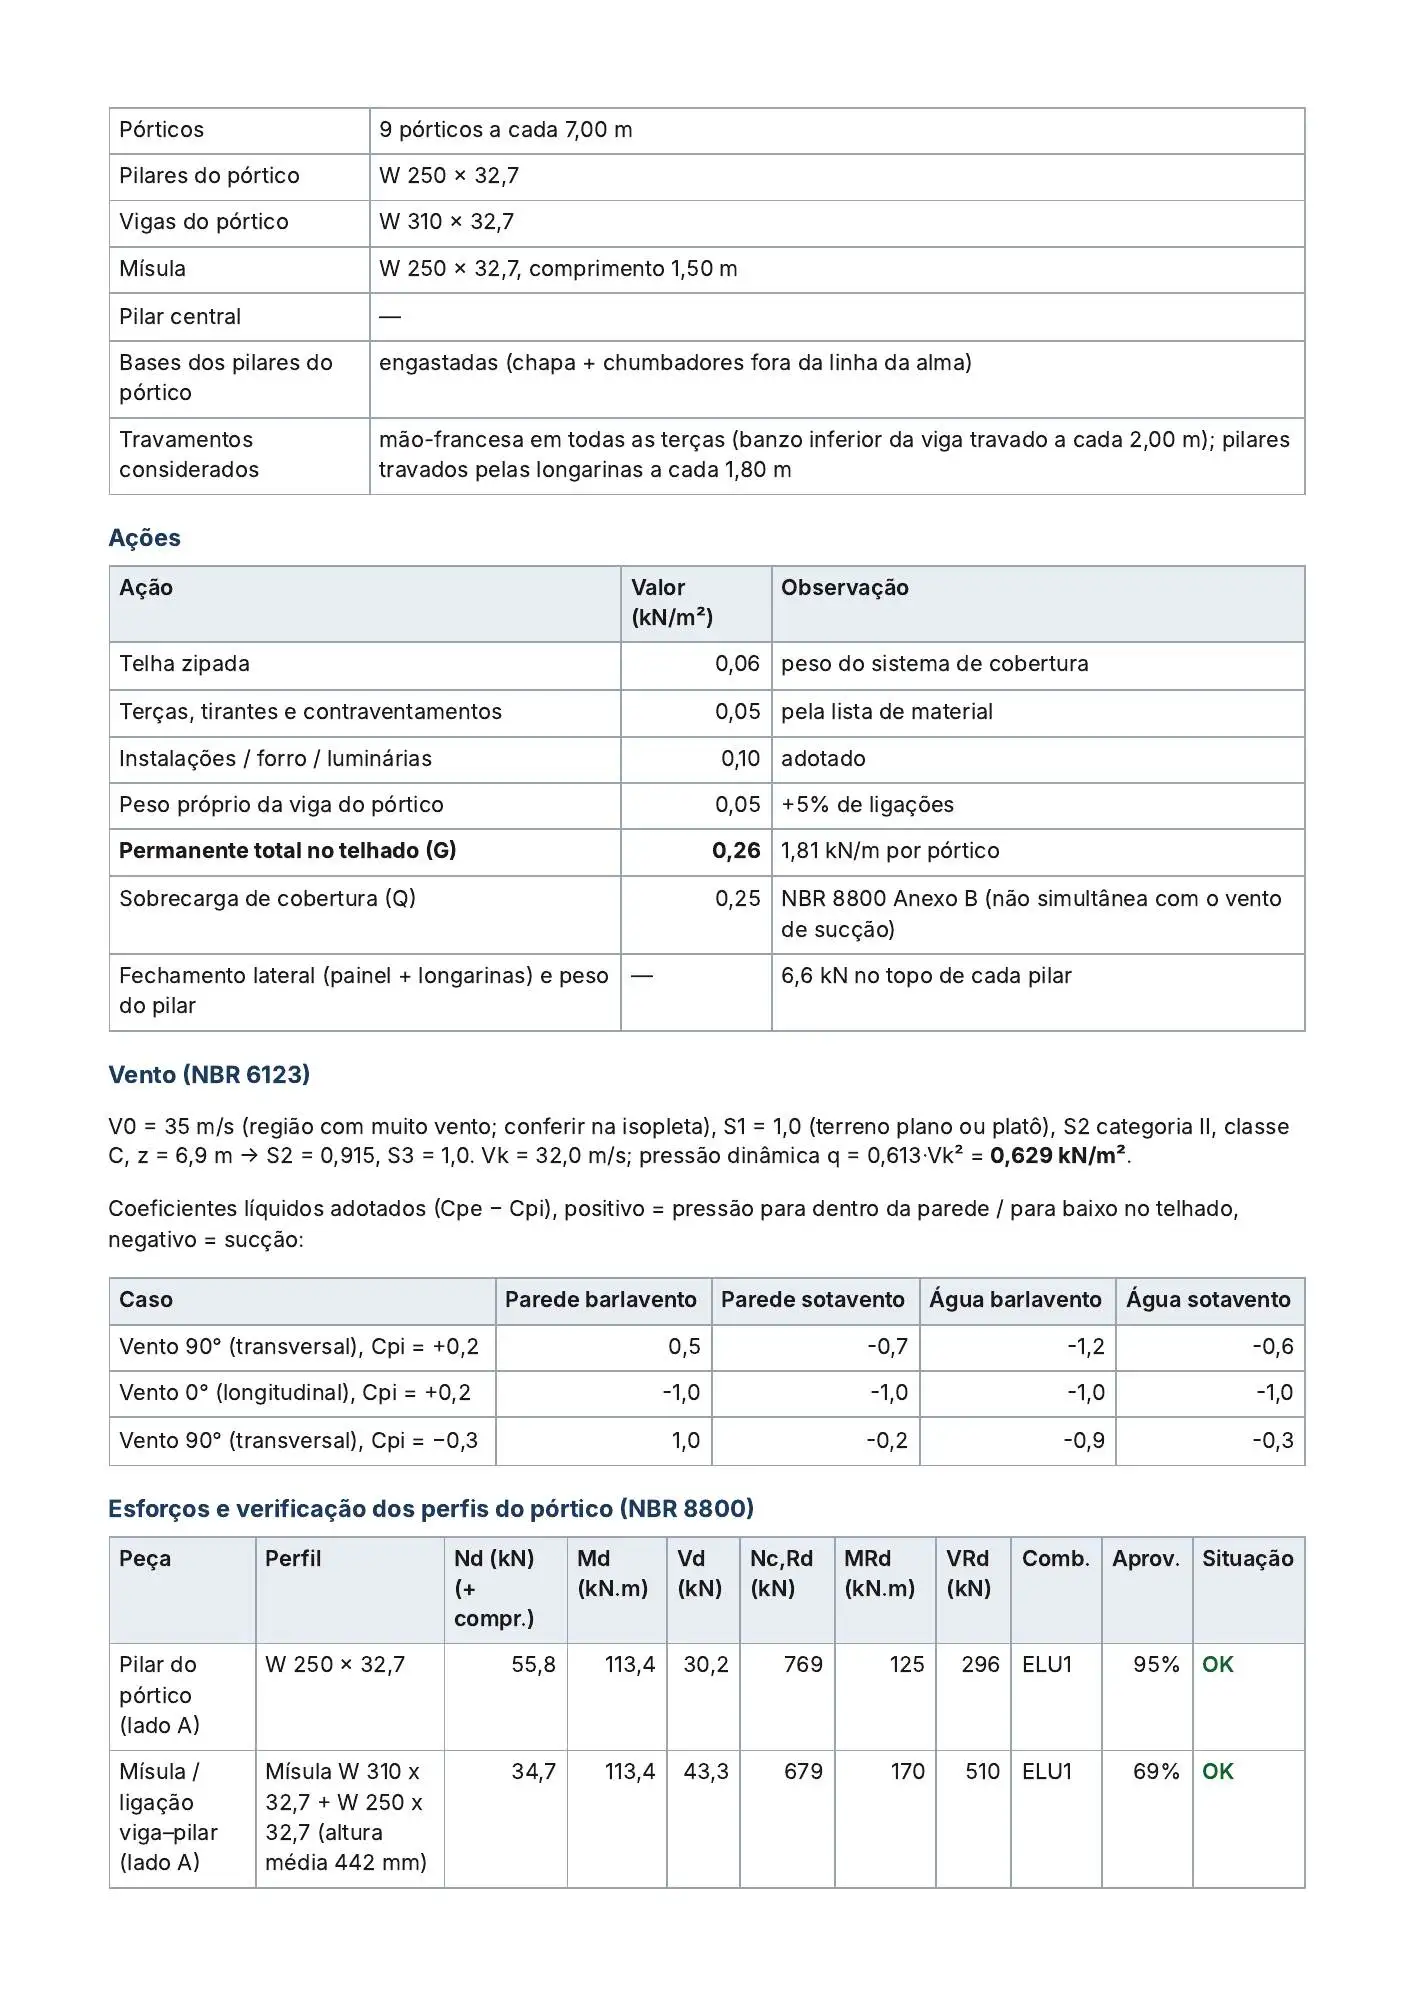 Pórticos 9 pórticos a cada 7,00 m
Pilares do pórtico W 250 × 32,7
Vigas do pórtico W 310 × 32,7
Mísula W 250 × 32,7, comprimento 1,50 m
Pilar central —
Bases dos pilares do pórtico engastadas (chapa + chumbadores fora da linha da alma)
Travamentos considerados mão-francesa em todas as terças (banzo inferior da viga travado a cada 2,00 m); pilares travados pelas longarinas a cada 1,80 m
Ações
Ação Valor (kN/m²) Observação
Telha zipada 0,06 peso do sistema de cobertura
Terças, tirantes e contraventamentos 0,05 pela lista de material
Instalações / forro / luminárias 0,10 adotado
Peso próprio da viga do pórtico 0,05 +5% de ligações
Permanente total no telhado (G) 0,26 1,81 kN/m por pórtico
Sobrecarga de cobertura (Q) 0,25 NBR 8800 Anexo B (não simultânea com o vento de sucção)
Fechamento lateral (painel + longarinas) e peso do pilar — 6,6 kN no topo de cada pilar
Vento (NBR 6123)
V0 = 35 m/s (região com muito vento; conferir na isopleta), S1 = 1,0 (terreno plano ou platô), S2 categoria II, classe
C, z = 6,9 m → S2 = 0,915, S3 = 1,0. Vk = 32,0 m/s; pressão dinâmica q = 0,613·Vk² = 0,629 kN/m².
Coeficientes líquidos adotados (Cpe − Cpi), positivo = pressão para dentro da parede / para baixo no telhado,
negativo = sucção:
Caso Parede barlavento Parede sotavento Água barlavento Água sotavento
Vento 90° (transversal), Cpi = +0,2 0,5 -0,7 -1,2 -0,6
Vento 0° (longitudinal), Cpi = +0,2 -1,0 -1,0 -1,0 -1,0
Vento 90° (transversal), Cpi = −0,3 1,0 -0,2 -0,9 -0,3
Esforços e verificação dos perfis do pórtico (NBR 8800)
Peça Perfil Nd (kN) (+ compr.) Md (kN.m) Vd (kN) Nc,Rd (kN) MRd (kN.m) VRd (kN) Comb. Aprov. Situação
Pilar do pórtico (lado A) W 250 × 32,7 55,8 113,4 30,2 769 125 296 ELU1 95% OK
Mísula / ligação viga–pilar (lado A) Mísula W 310 x 32,7 + W 250 x 32,7 (altura média 442 mm) 34,7 113,4 43,3 679 170 510 ELU1 69% OK